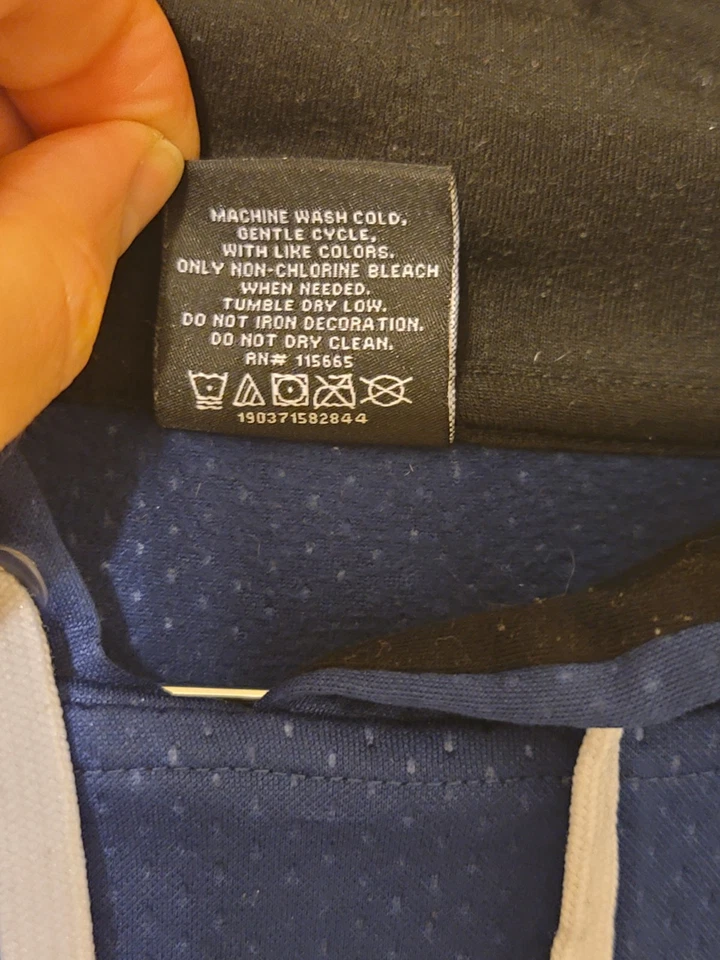 MACHINE WASH COLD,
GENTLE CYCLE,
WITH LIKE COLORS.
ONLY NON-CHLORINE BLEACH
WHEN NEEDED.
TUMBLE DRY LOW.
DO NOT IRON DECORATION.
DO NOT DRY CLEAN.
RN# 115665
190371582844